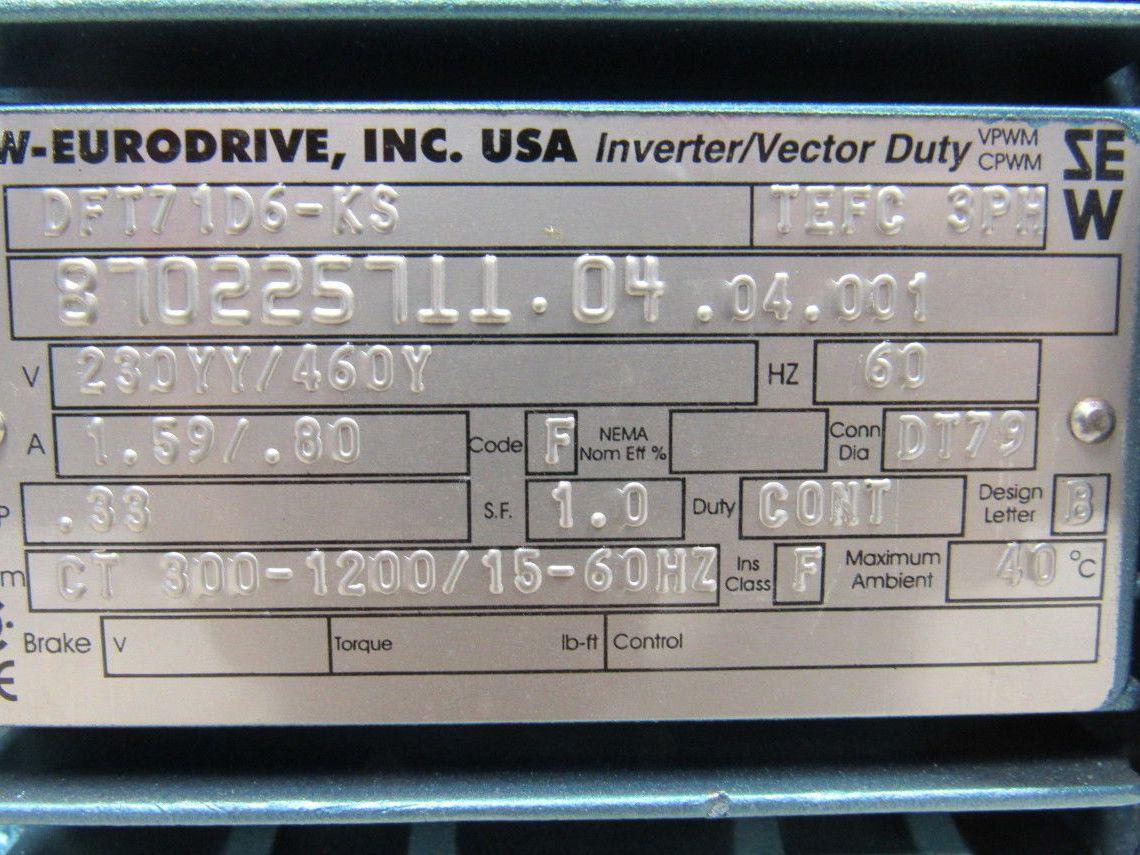 W-EURODRIVE, INC. USA Inverter/Vector Duty VPWM CPWM SEW
DFT71D6-KS TEFC 3PH
870225711.04.04.001
V 230YY/460Y HZ 60
A 1.59/.80 Code F NEMA Nom Eff % Conn Dia DT79
P .33 S.F. 1.0 Duty CONT Design Letter B
m CT 300-1200/15-60HZ Ins Class F Maximum Ambient 40 °C
Brake V Torque lb-ft Control
CE